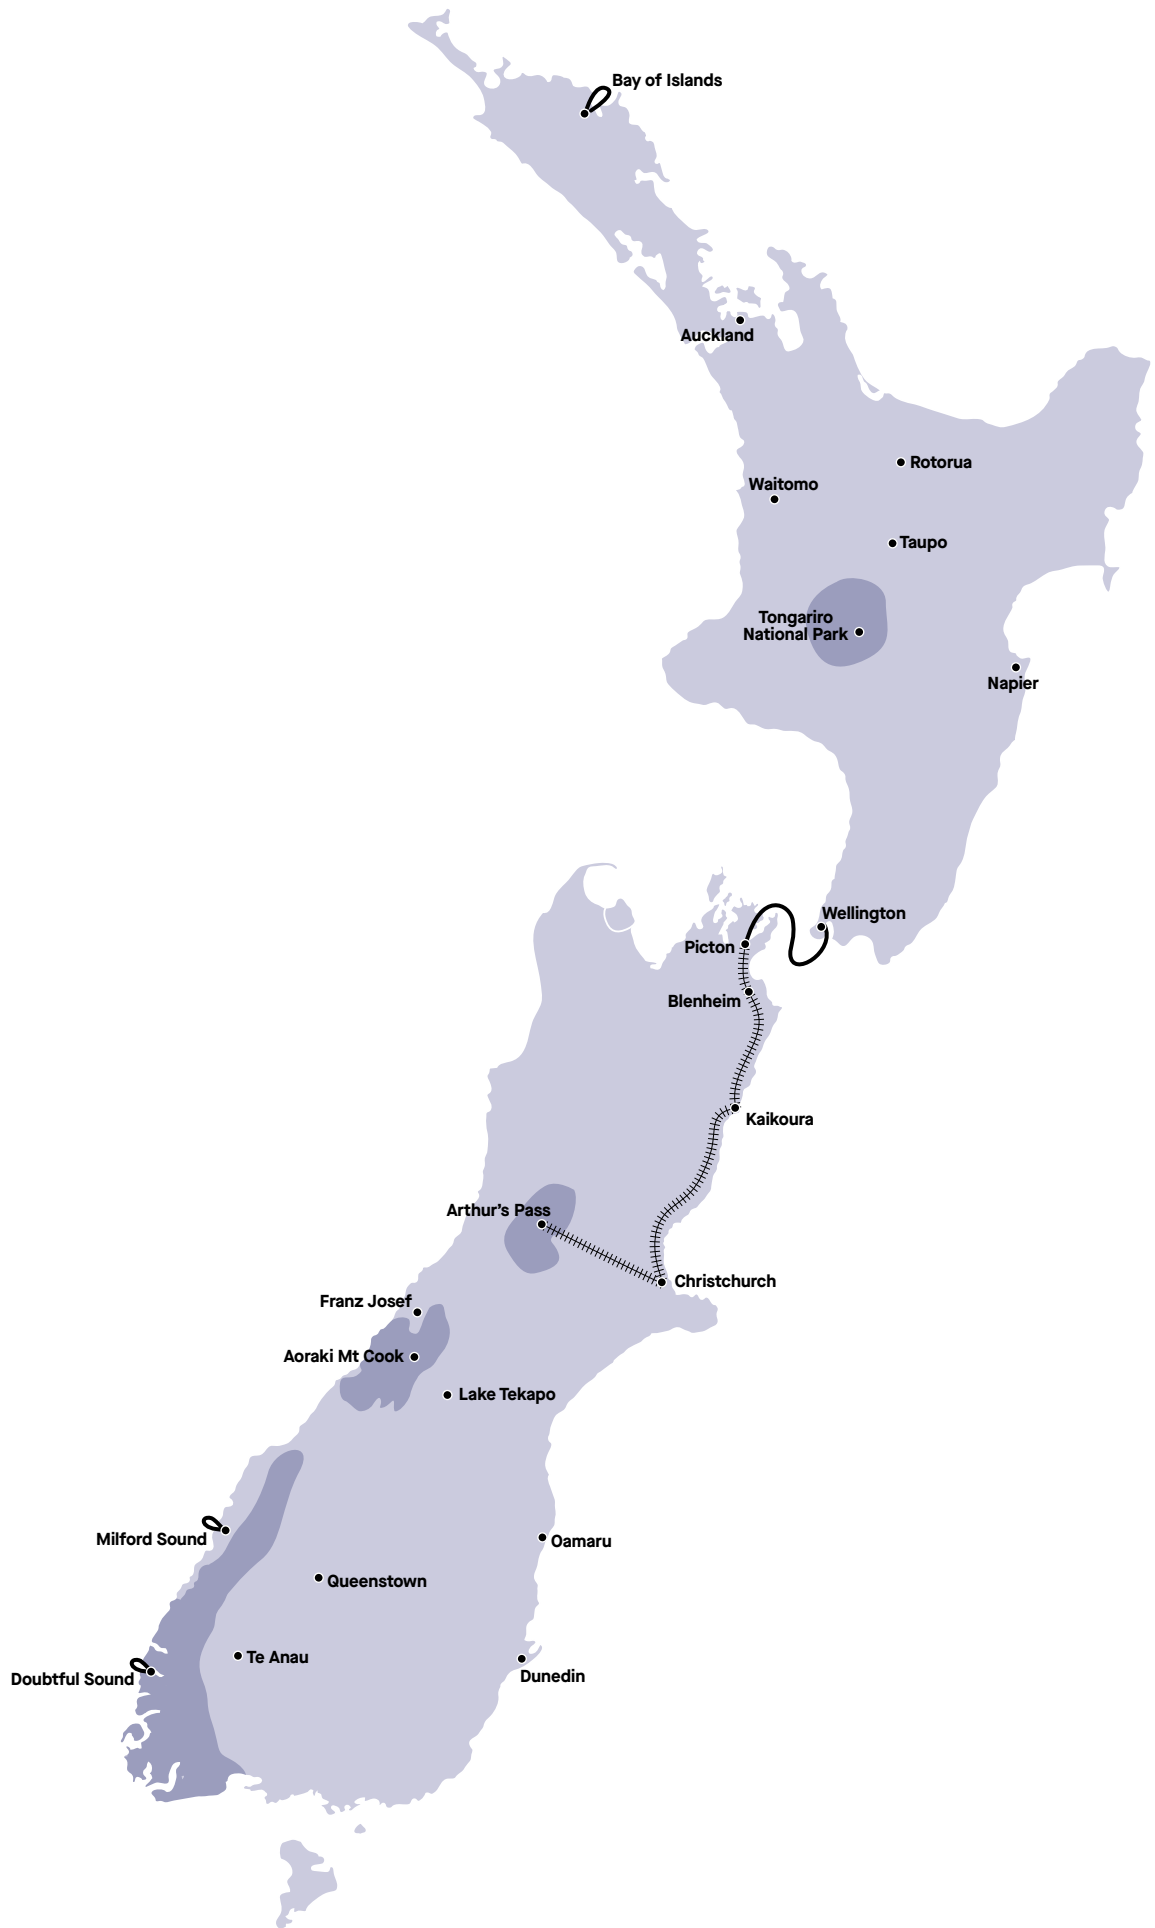 Bay of Islands
Auckland
Rotorua
Waitomo
Taupo
Tongariro
National Park
Napier
Wellington
Picton
Blenheim
Kaikoura
Arthur's Pass
Christchurch
Franz Josef
Aoraki Mt Cook
Lake Tekapo
Milford Sound
Oamaru
Queenstown
Te Anau
Doubtful Sound
Dunedin